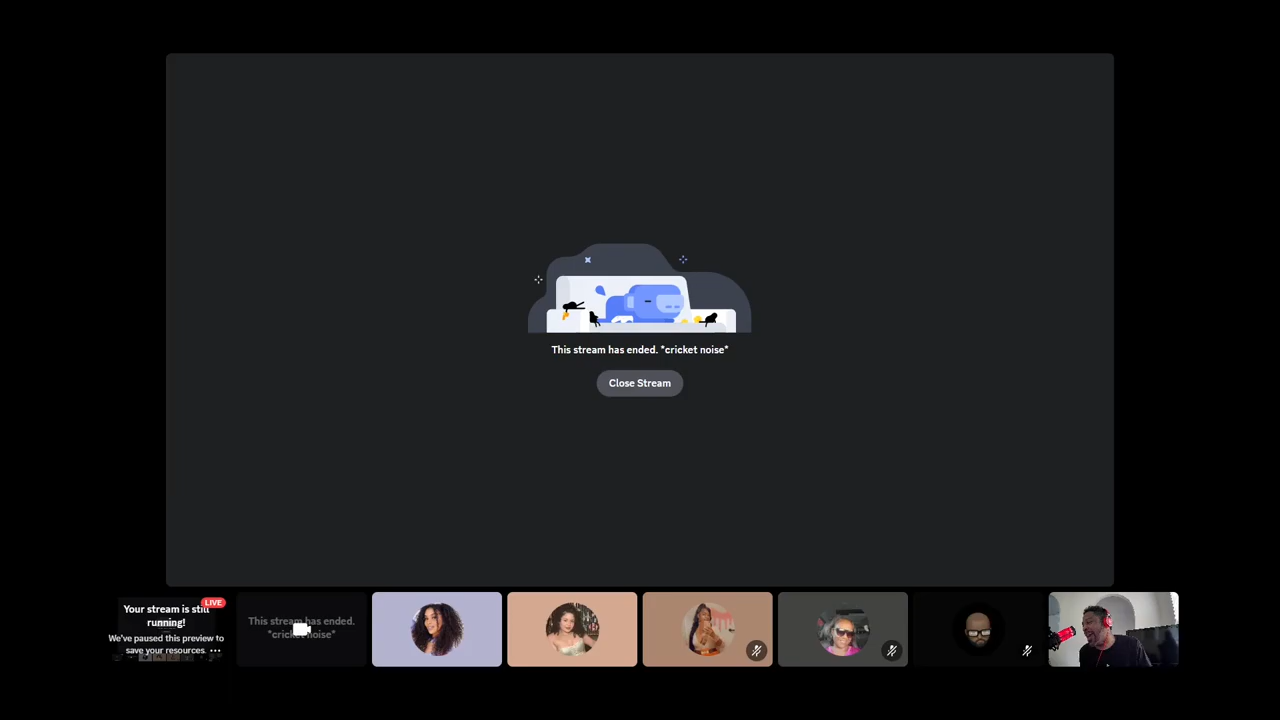 This stream has ended. *cricket noise*
Close Stream
LIVE
Your stream is still
running!
We've paused this preview to
save your resources.
This stream has ended.
*cricket noise*